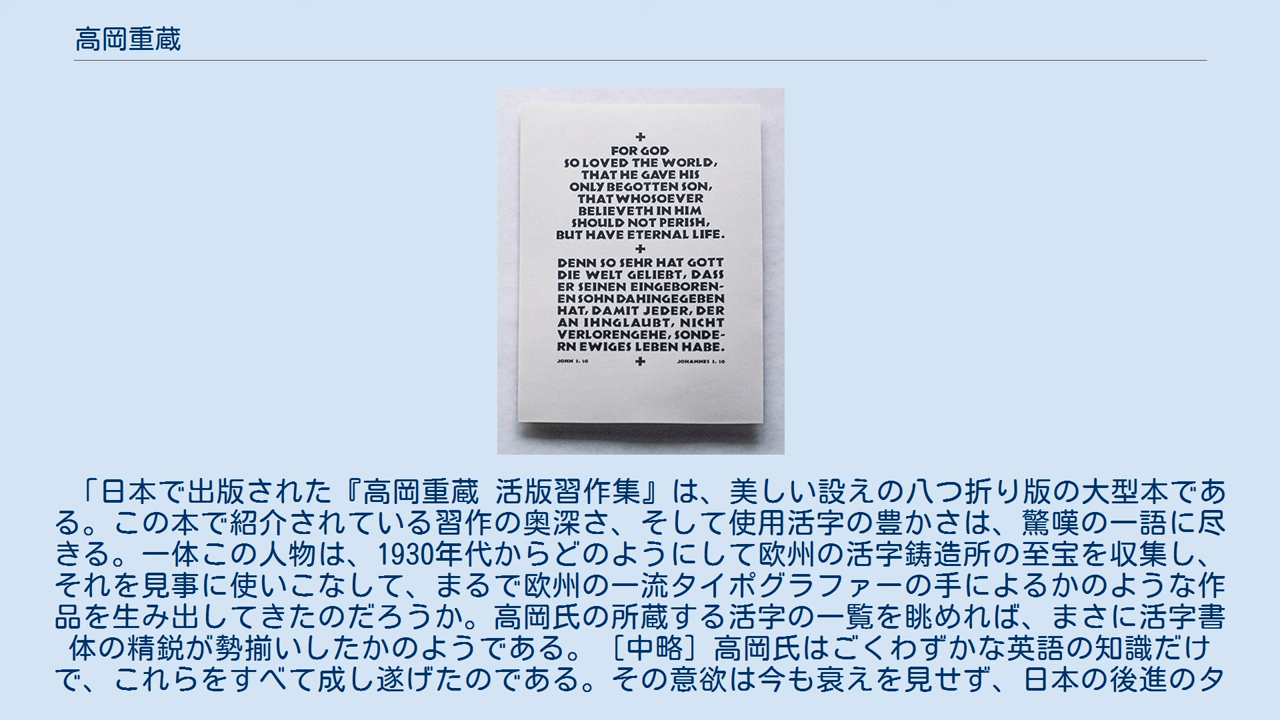 高岡重蔵
✚
FOR GOD
SO LOVED THE WORLD,
THAT HE GAVE HIS
ONLY BEGOTTEN SON,
THAT WHOSOEVER
BELIEVETH IN HIM
SHOULD NOT PERISH,
BUT HAVE ETERNAL LIFE.
✚
DENN SO SEHR HAT GOTT
DIE WELT GELIEBT, DASS
ER SEINEN EINGEBOREN-
EN SOHN DAHINGEGEBEN
HAT, DAMIT JEDER, DER
AN IHN GLAUBT, NICHT
VERLORENGEHE, SONDE-
RN EWIGES LEBEN HABE.
JOHN 3. 16 ✚ JOHANNES 3. 16
「日本で出版された『高岡重蔵 活版習作集』は、美しい設えの八つ折り版の大型本であ
る。この本で紹介されている習作の奥深さ、そして使用活字の豊かさは、驚嘆の一語に尽
きる。一体この人物は、1930年代からどのようにして欧州の活字鋳造所の至宝を収集し、
それを見事に使いこなして、まるで欧州の一流タイポグラファーの手によるかのような作
品を生み出してきたのだろうか。高岡氏の所蔵する活字の一覧を眺めれば、まさに活字書
体の精鋭が勢揃いしたかのようである。［中略］高岡氏はごくわずかな英語の知識だけ
で、これらをすべて成し遂げたのである。その意欲は今も衰えを見せず、日本の後進のタ